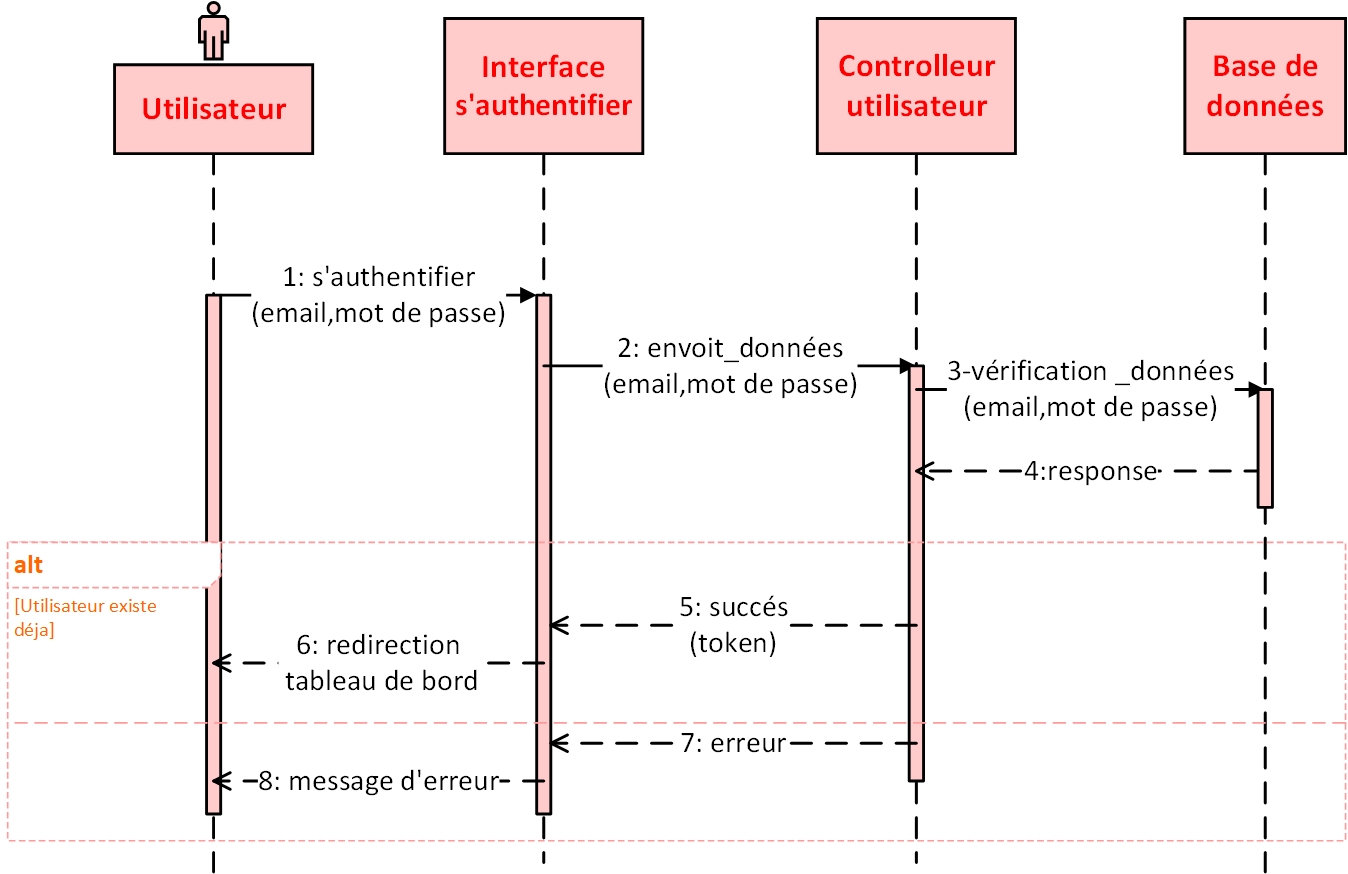 Utilisateur
Interface
s'authentifier
Controlleur
utilisateur
Base de
données
1: s'authentifier
(email,mot de passe)
2: envoit_données
(email,mot de passe)
3-vérification _données
(email,mot de passe)
4:response
alt
[Utilisateur existe
déja]
5: succés
(token)
6: redirection
tableau de bord
7: erreur
8: message d'erreur